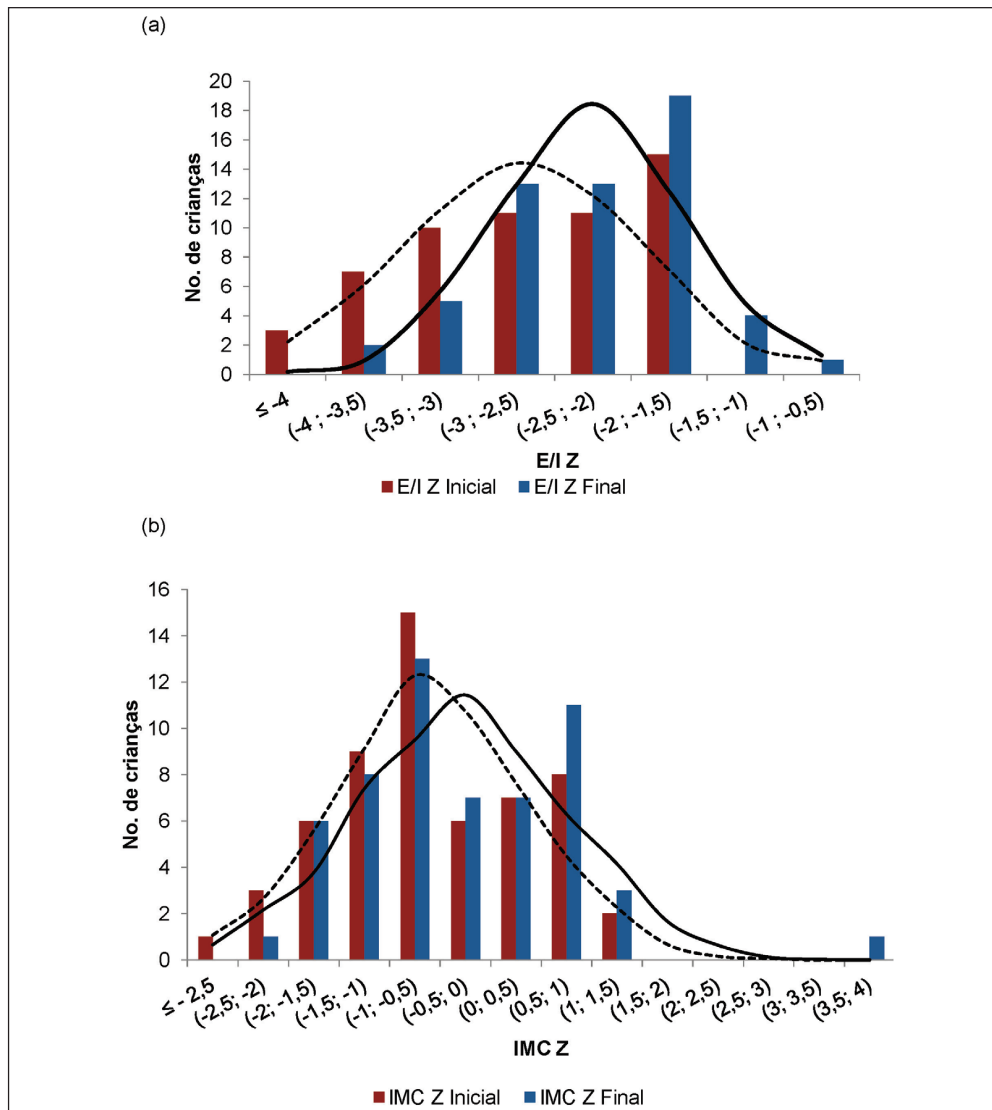 (a)
20
18
16
14
12
10
8
6
4
2
0
No. de crianças
≤ -4
(-4 ; -3,5)
(-3,5 ; -3)
(-3 ; -2,5)
(-2,5 ; -2)
(-2 ; -1,5)
(-1,5 ; -1)
(-1 ; -0,5)
E/I Z
E/I Z Inicial E/I Z Final
(b)
16
14
12
10
8
6
4
2
0
No. de crianças
≤ - 2,5
(-2,5; -2)
(-2; -1,5)
(-1,5; -1)
(-1; -0,5)
(-0,5; 0)
(0; 0,5)
(0,5; 1)
(1; 1,5)
(1,5; 2)
(2; 2,5)
(2,5; 3)
(3; 3,5)
(3,5; 4)
IMC Z
IMC Z Inicial IMC Z Final